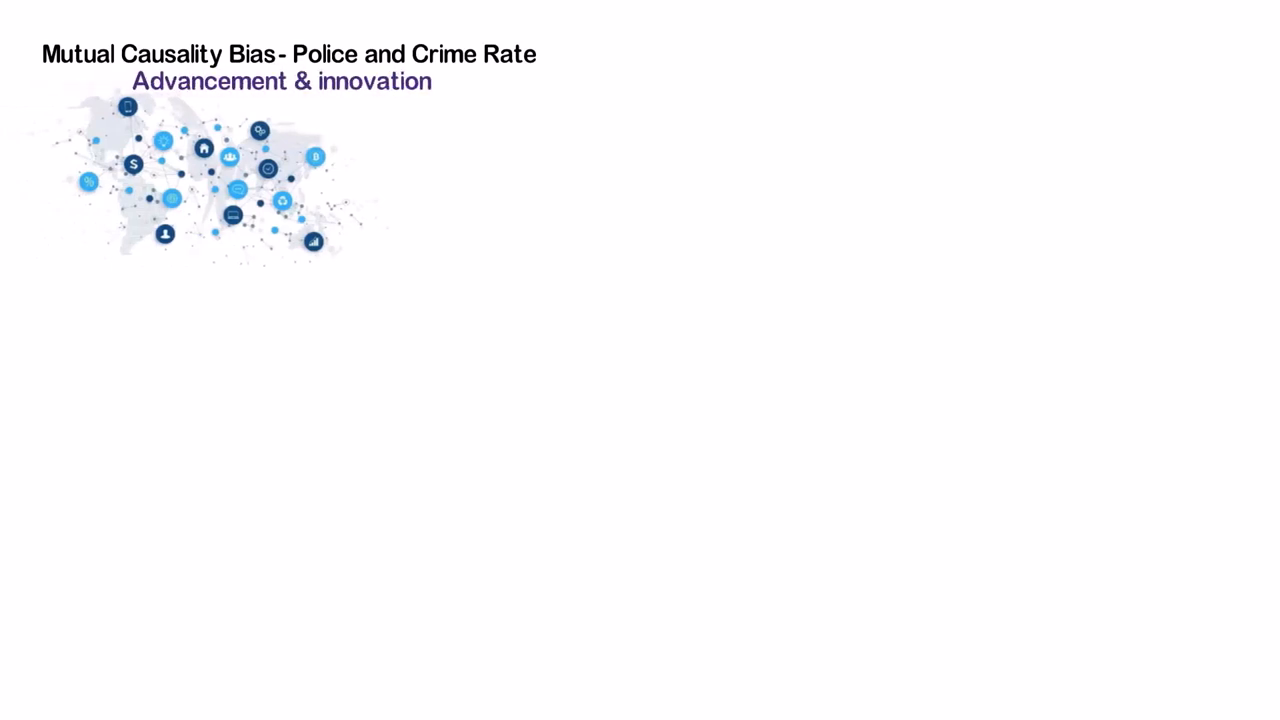 Mutual Causality Bias- Police and Crime Rate
Advancement & innovation